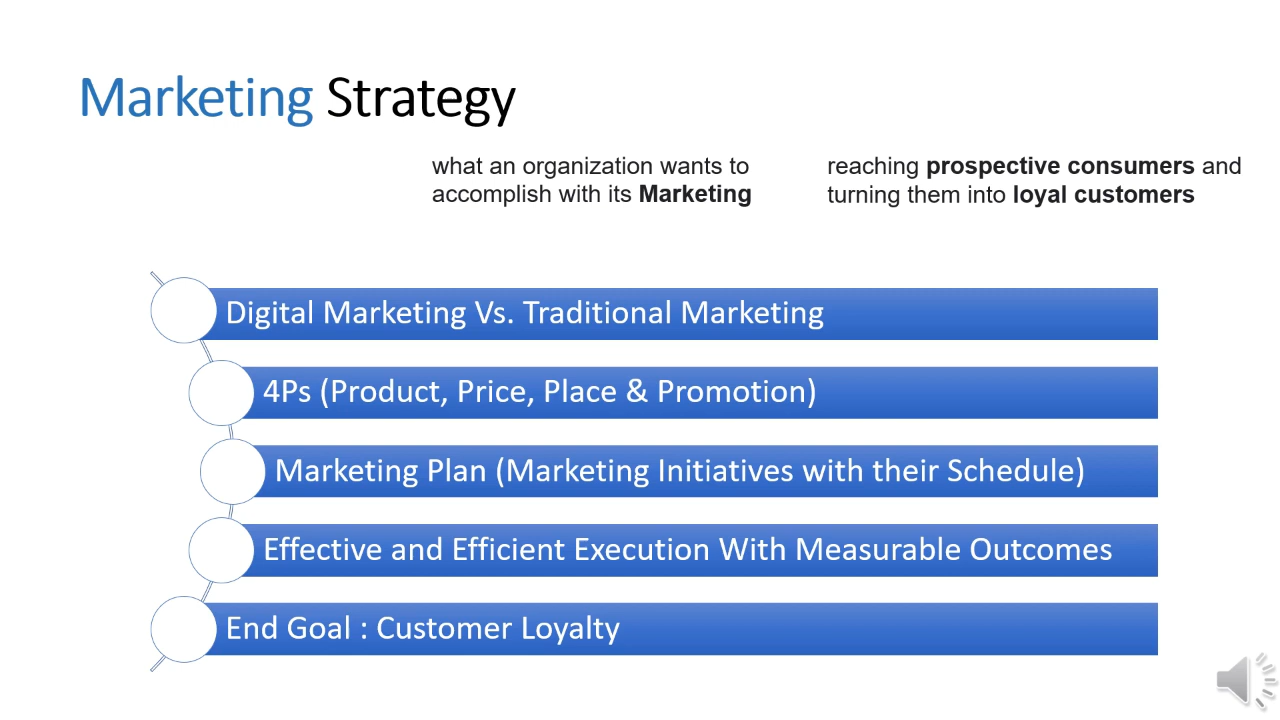 Marketing Strategy
what an organization wants to
accomplish with its Marketing
reaching prospective consumers and
turning them into loyal customers
Digital Marketing Vs. Traditional Marketing
4Ps (Product, Price, Place & Promotion)
Marketing Plan (Marketing Initiatives with their Schedule)
Effective and Efficient Execution With Measurable Outcomes
End Goal : Customer Loyalty